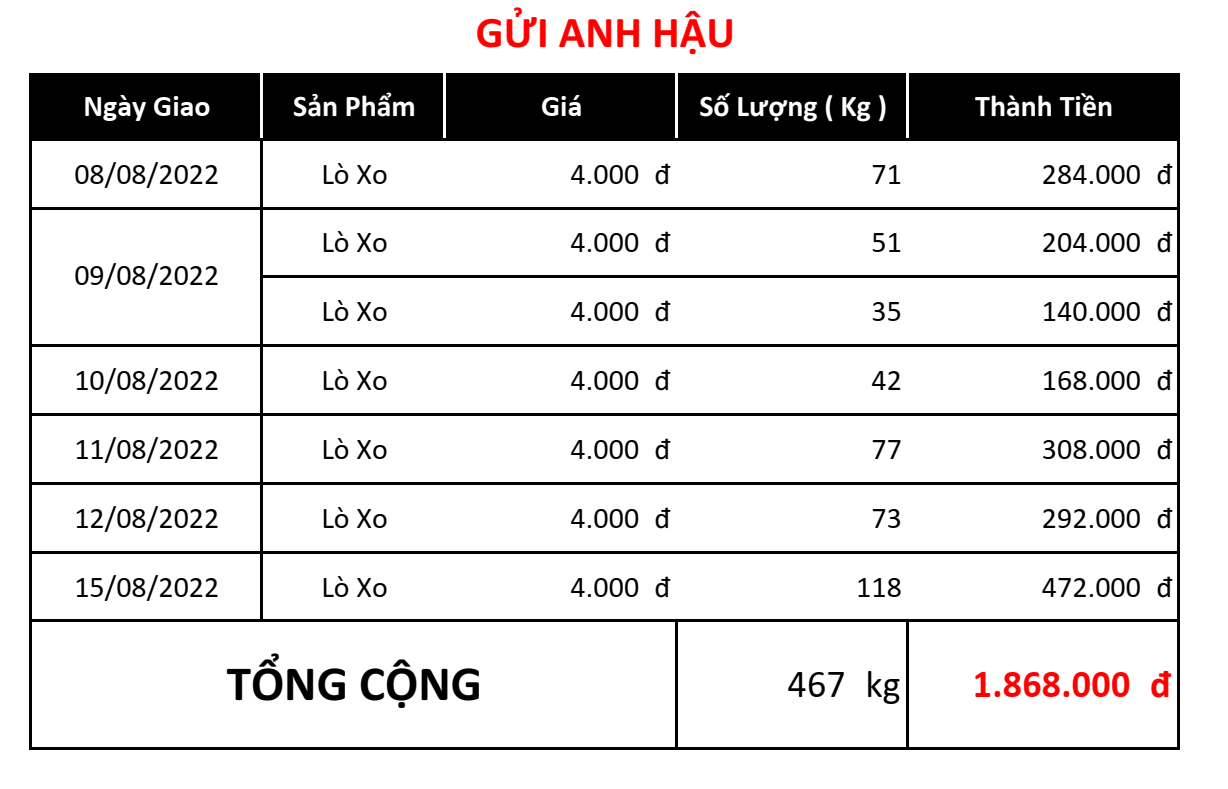 GỬI ANH HẬU
Ngày Giao Sản Phẩm Giá Số Lượng ( Kg ) Thành Tiền
08/08/2022 Lò Xo 4.000 đ 71 284.000 đ
09/08/2022 Lò Xo 4.000 đ 51 204.000 đ
Lò Xo 4.000 đ 35 140.000 đ
10/08/2022 Lò Xo 4.000 đ 42 168.000 đ
11/08/2022 Lò Xo 4.000 đ 77 308.000 đ
12/08/2022 Lò Xo 4.000 đ 73 292.000 đ
15/08/2022 Lò Xo 4.000 đ 118 472.000 đ
TỔNG CỘNG 467 kg 1.868.000 đ